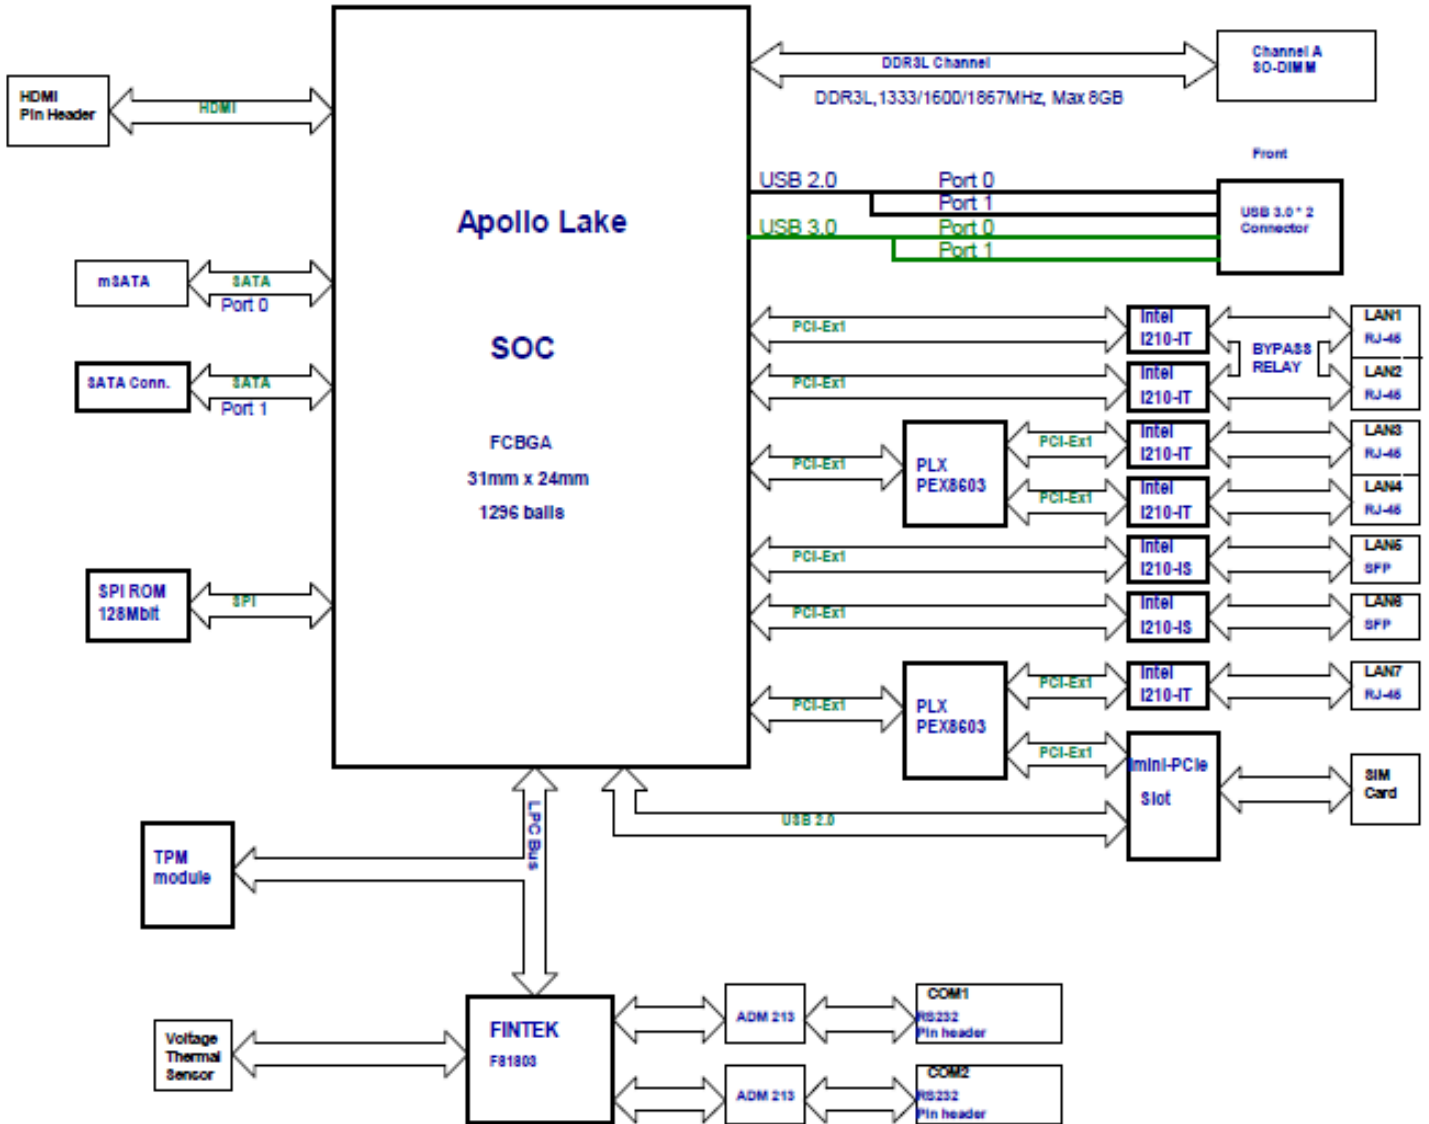 HDMI
Pin Header
HDMI
Apollo Lake
SOC
FCBGA
31mm x 24mm
1296 balls
DDR3L Channel
DDR3L,1333/1600/1867MHz, Max 8GB
Channel A
SO-DIMM
Front
USB 2.0
Port 0
Port 1
USB 3.0
Port 0
Port 1
USB 3.0 * 2
Connector
mSATA
SATA
Port 0
SATA Conn.
SATA
Port 1
SPI ROM
128Mbit
SPI
PCI-Ex1
Intel
I210-IT
LAN1
RJ-45
BYPASS
RELAY
PCI-Ex1
Intel
I210-IT
LAN2
RJ-45
PCI-Ex1
PLX
PEX8603
PCI-Ex1
Intel
I210-IT
LAN3
RJ-45
PCI-Ex1
Intel
I210-IT
LAN4
RJ-45
PCI-Ex1
Intel
I210-IS
LAN5
SFP
PCI-Ex1
Intel
I210-IS
LAN6
SFP
PCI-Ex1
PLX
PEX8603
PCI-Ex1
Intel
I210-IT
LAN7
RJ-45
PCI-Ex1
mini-PCIe
Slot
SIM
Card
USB 2.0
LPC Bus
TPM
module
Voltage
Thermal
Sensor
FINTEK
F81803
ADM 213
COM1
RS232
Pin header
ADM 213
COM2
RS232
Pin header